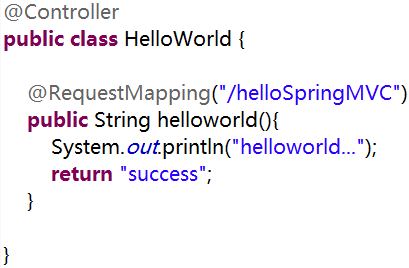 @Controller
public class HelloWorld {
@RequestMapping("/helloSpringMVC")
public String helloworld(){
System.out.println("helloworld...");
return "success";
}
}